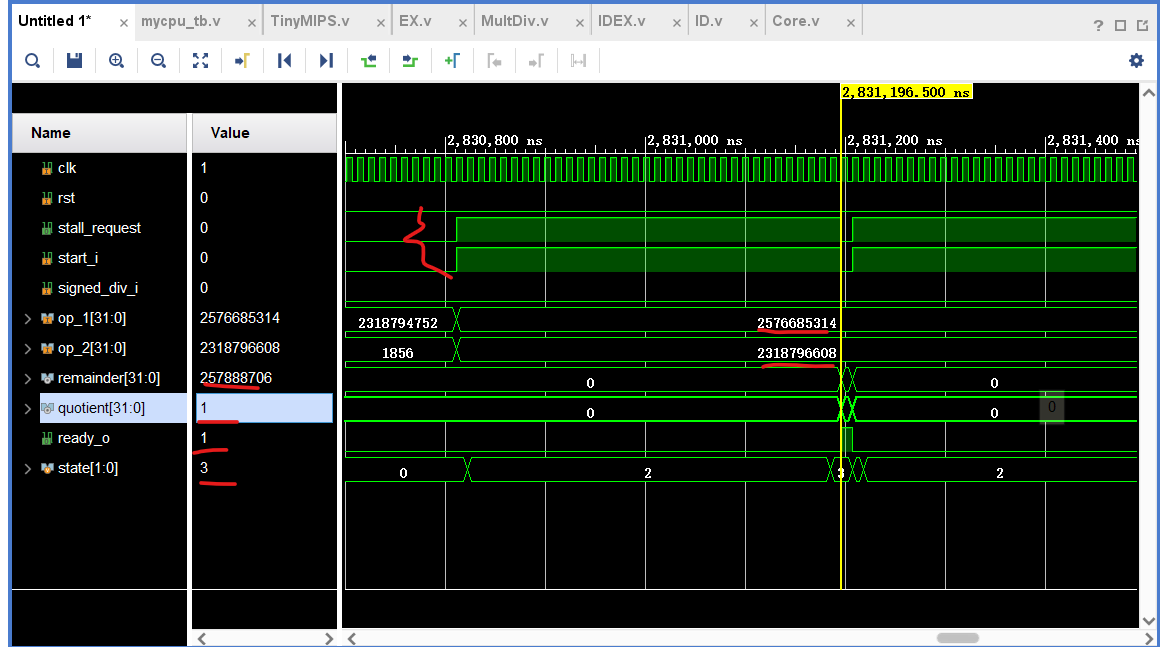 Untitled 1* × mycpu_tb.v × TinyMIPS.v × EX.v × MultDiv.v × IDEX.v × ID.v × Core.v × ?
2,831,196.500 ns
Name Value
2,830,800 ns 2,831,000 ns 2,831,200 ns 2,831,400 ns
clk 1
rst 0
stall_request 0
start_i 0
signed_div_i 0
op_1[31:0] 2576685314 2318794752 2576685314
op_2[31:0] 2318796608 1856 2318796608
remainder[31:0] 257888706 0 0
quotient[31:0] 1 0 0 0
ready_o 1
state[1:0] 3 0 2 3 2